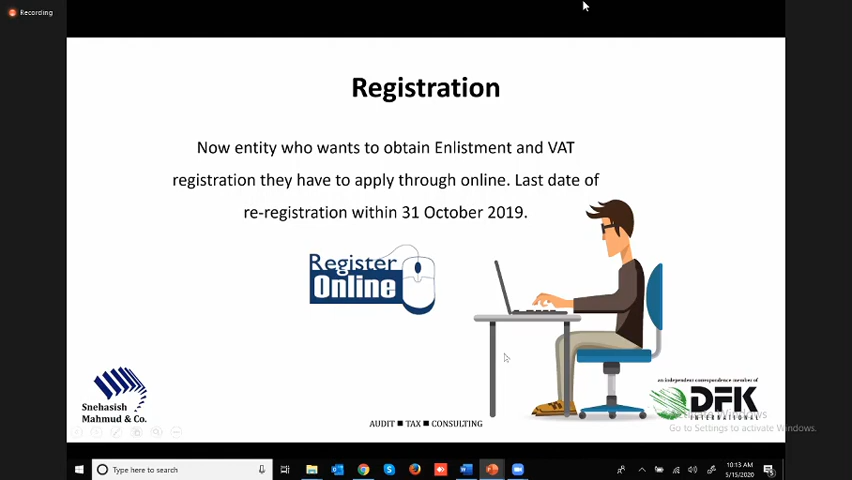 Recording
Registration
Now entity who wants to obtain Enlistment and VAT
registration they have to apply through online. Last date of
re-registration within 31 October 2019.
Register
Online
Snehasish
Mahmud & Co.
AUDIT ■ TAX ■ CONSULTING
an independent correspondence member of
DFK
INTERNATIONAL
Activate Windows
Go to Settings to activate Windows.
Type here to search
10:13 AM
5/15/2020